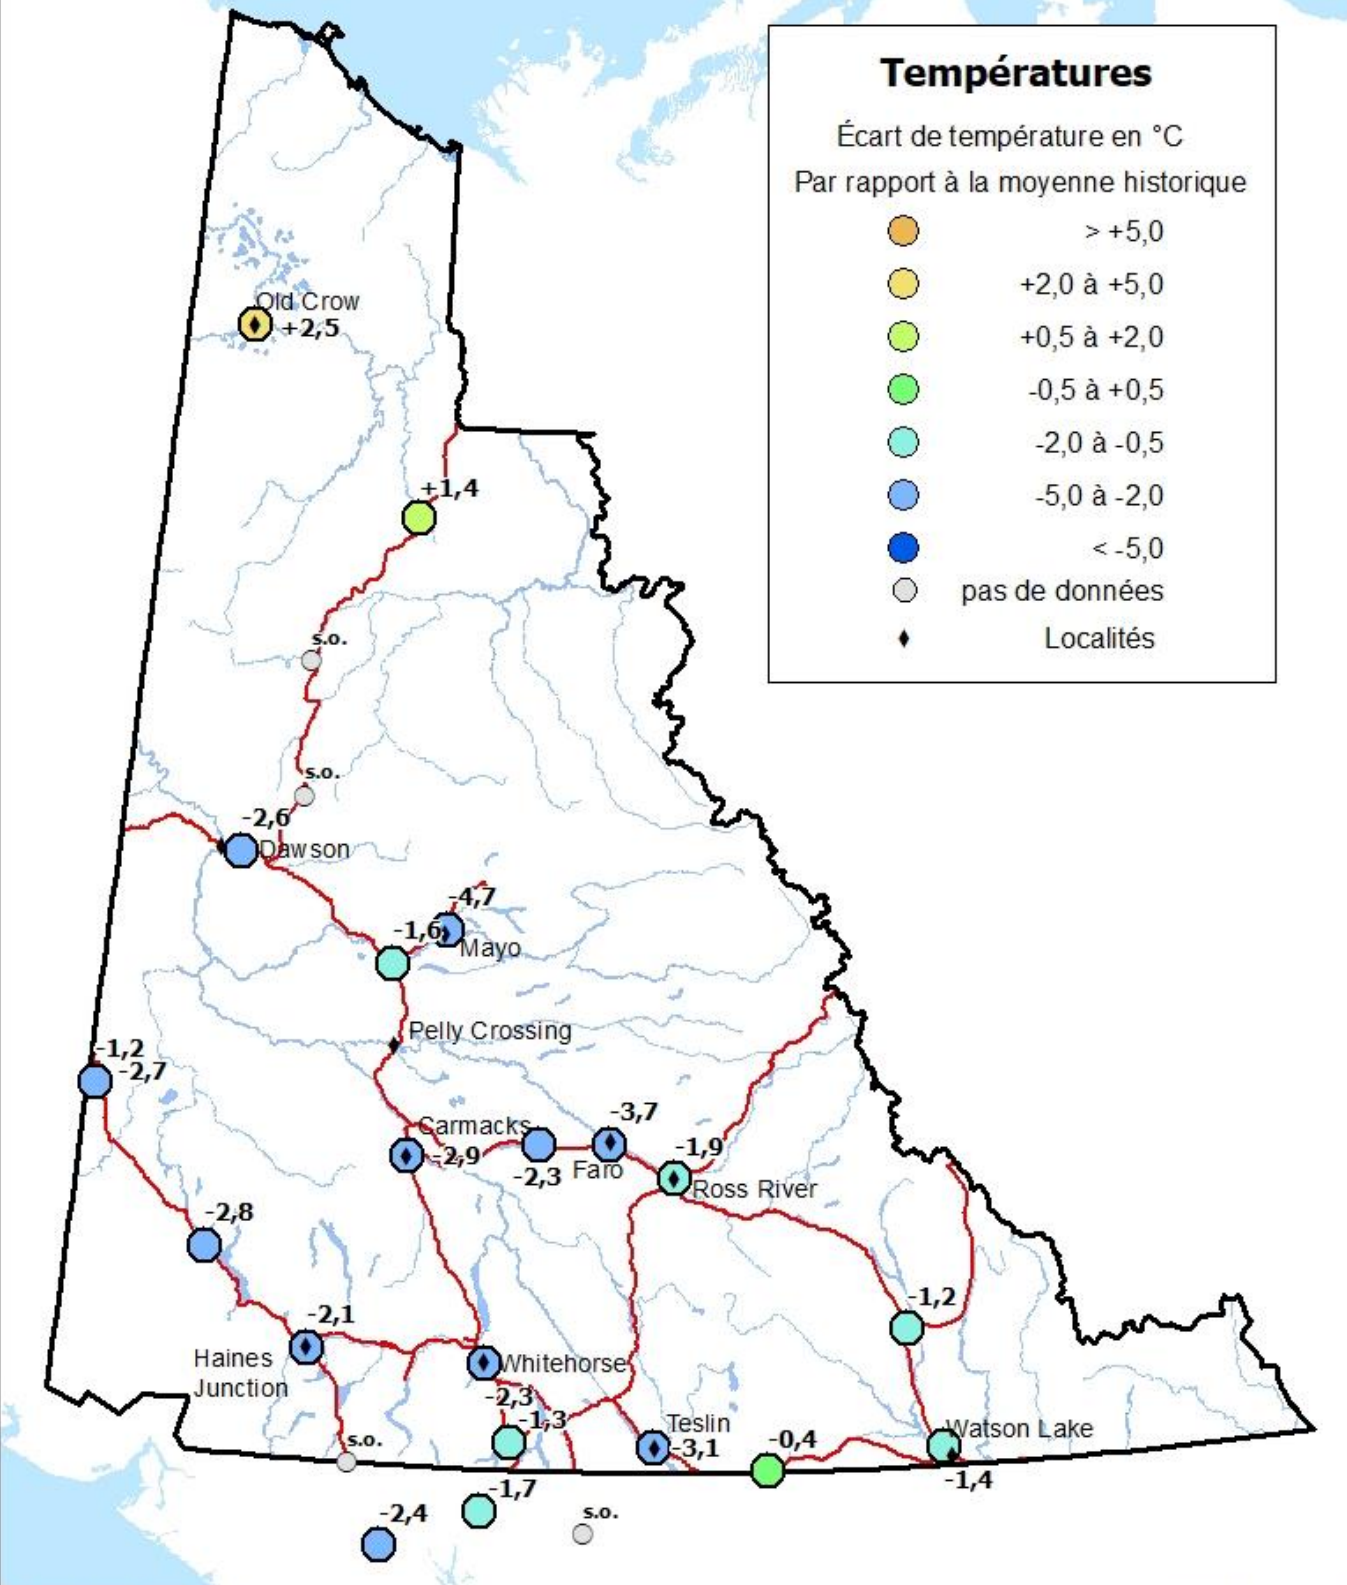 Températures
Écart de température en °C
Par rapport à la moyenne historique
> +5,0
+2,0 à +5,0
+0,5 à +2,0
-0,5 à +0,5
-2,0 à -0,5
-5,0 à -2,0
< -5,0
pas de données
Localités
Old Crow
+2,5
+1,4
s.o.
s.o.
-2,6
Dawson
-4,7
-1,6
Mayo
Pelly Crossing
-1,2
-2,7
Carmacks
-2,9
-2,3
-3,7
Faro
-1,9
Ross River
-2,8
-2,1
Haines
Junction
Whitehorse
-2,3
-1,3
-1,2
Teslin
-3,1
-0,4
Watson Lake
-1,4
s.o.
-1,7
-2,4
s.o.